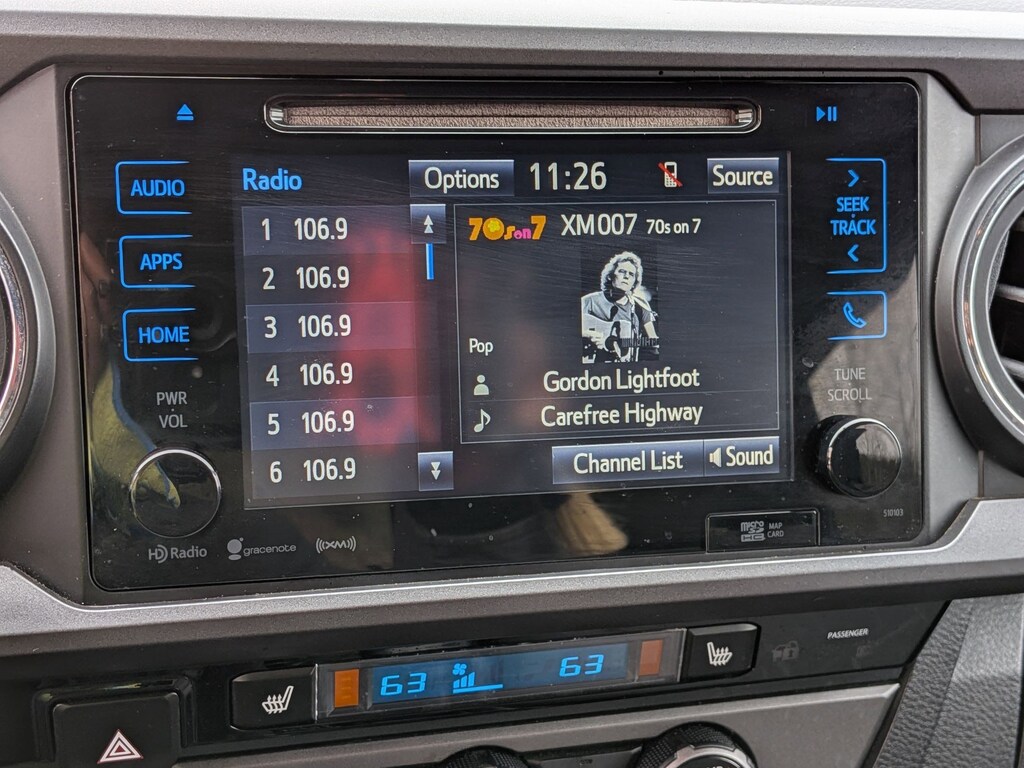 AUDIO
APPS
HOME
PWR
VOL
Radio
Options
11:26
Source
1 106.9
2 106.9
3 106.9
4 106.9
5 106.9
6 106.9
70s on 7
XM007 70s on 7
Pop
Gordon Lightfoot
Carefree Highway
Channel List
Sound
SEEK
TRACK
TUNE
SCROLL
510103
HD Radio
gracenote
((XM))
micro
SD
HC
MAP
CARD
63
63
PASSENGER